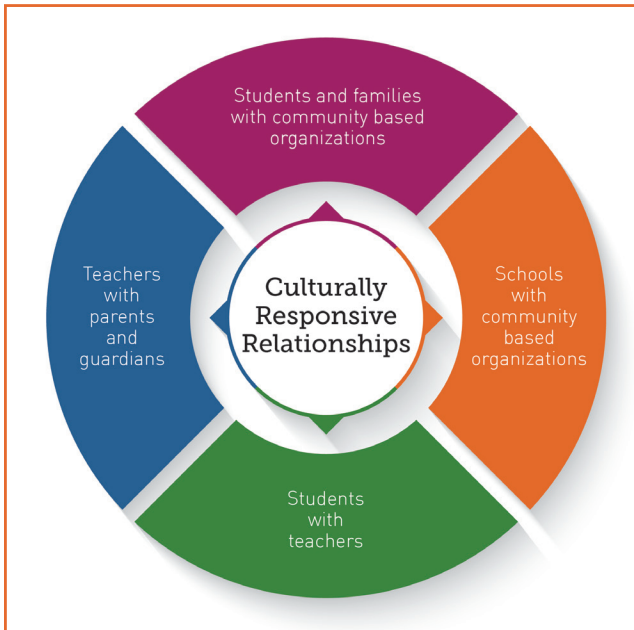 Students and families
with community based
organizations
Teachers
with
parents
and
guardians
Culturally
Responsive
Relationships
Schools
with
community
based
organizations
Students
with
teachers